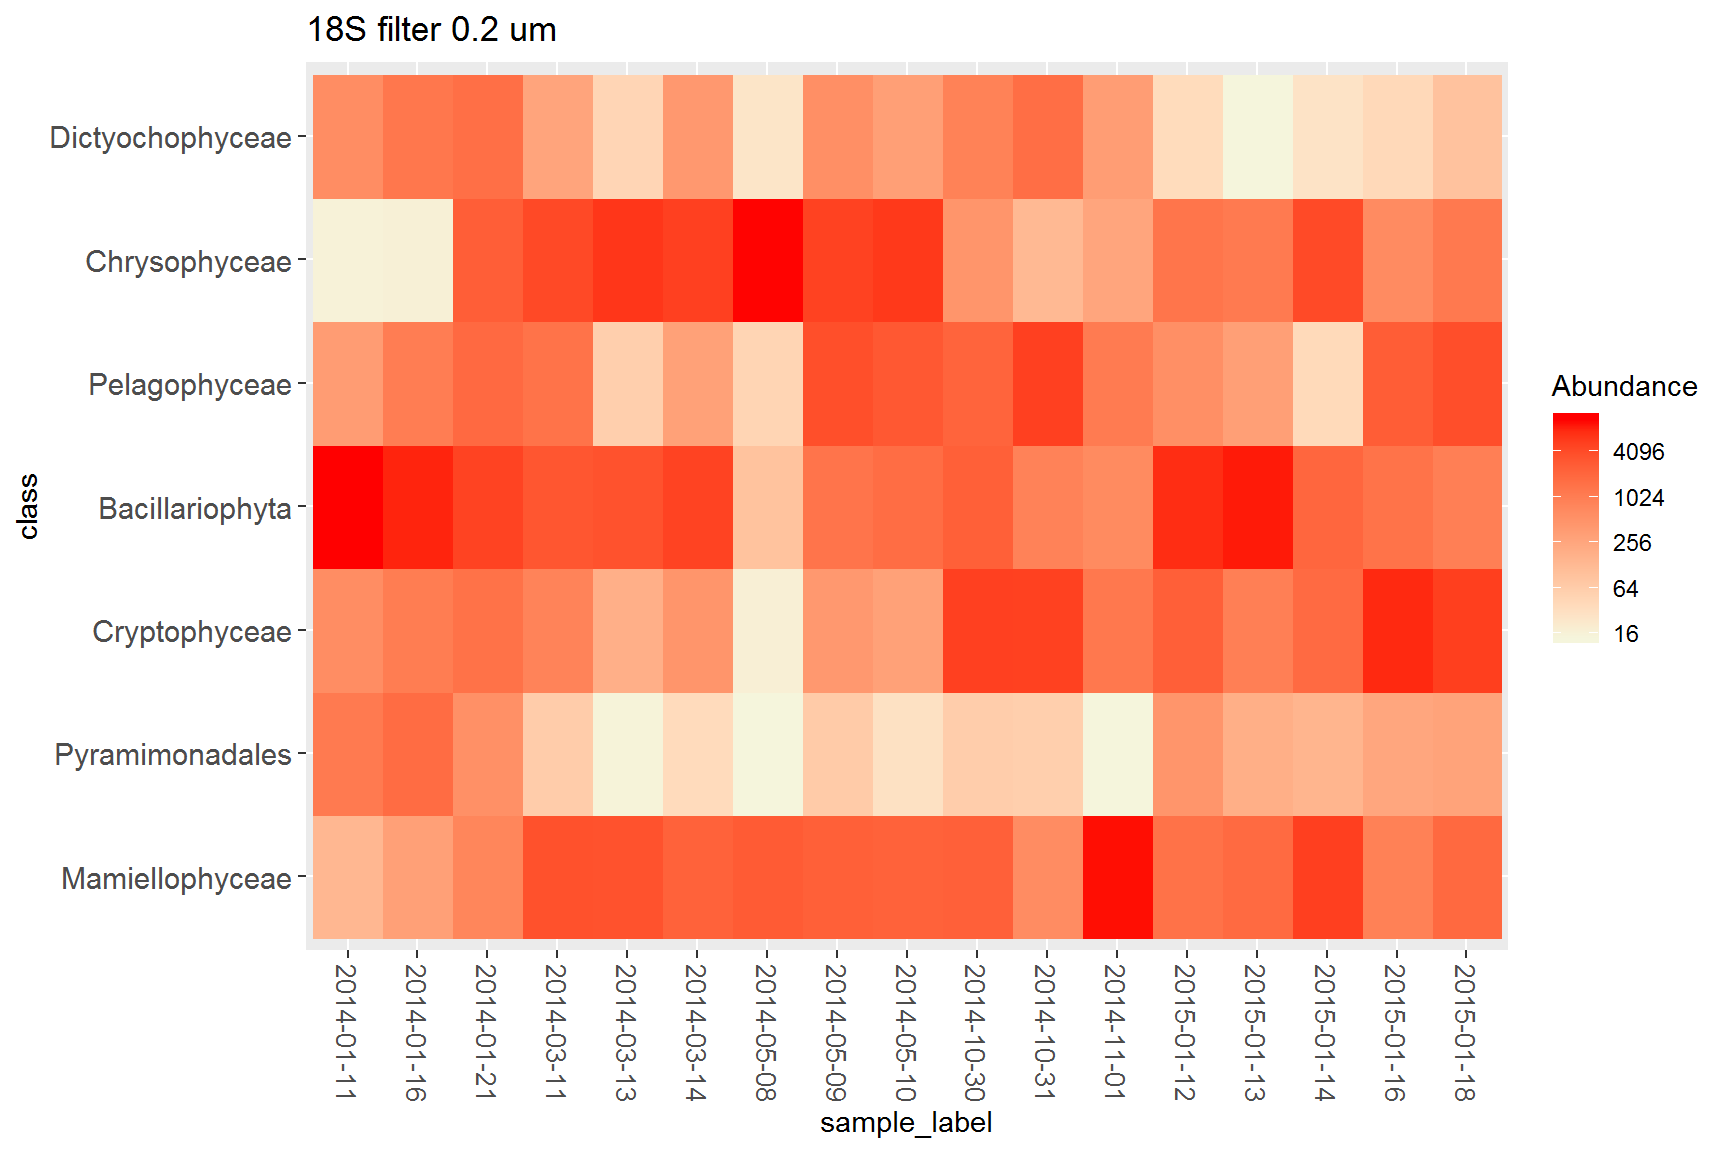 18S filter 0.2 um
Dictyochophyceae
Chrysophyceae
Pelagophyceae
Bacillariophyta
Cryptophyceae
Pyramimonadales
Mamiellophyceae
class
2014-01-11
2014-01-16
2014-01-21
2014-03-11
2014-03-13
2014-03-14
2014-05-08
2014-05-09
2014-05-10
2014-10-30
2014-10-31
2014-11-01
2015-01-12
2015-01-13
2015-01-14
2015-01-16
2015-01-18
sample_label
Abundance
4096
1024
256
64
16